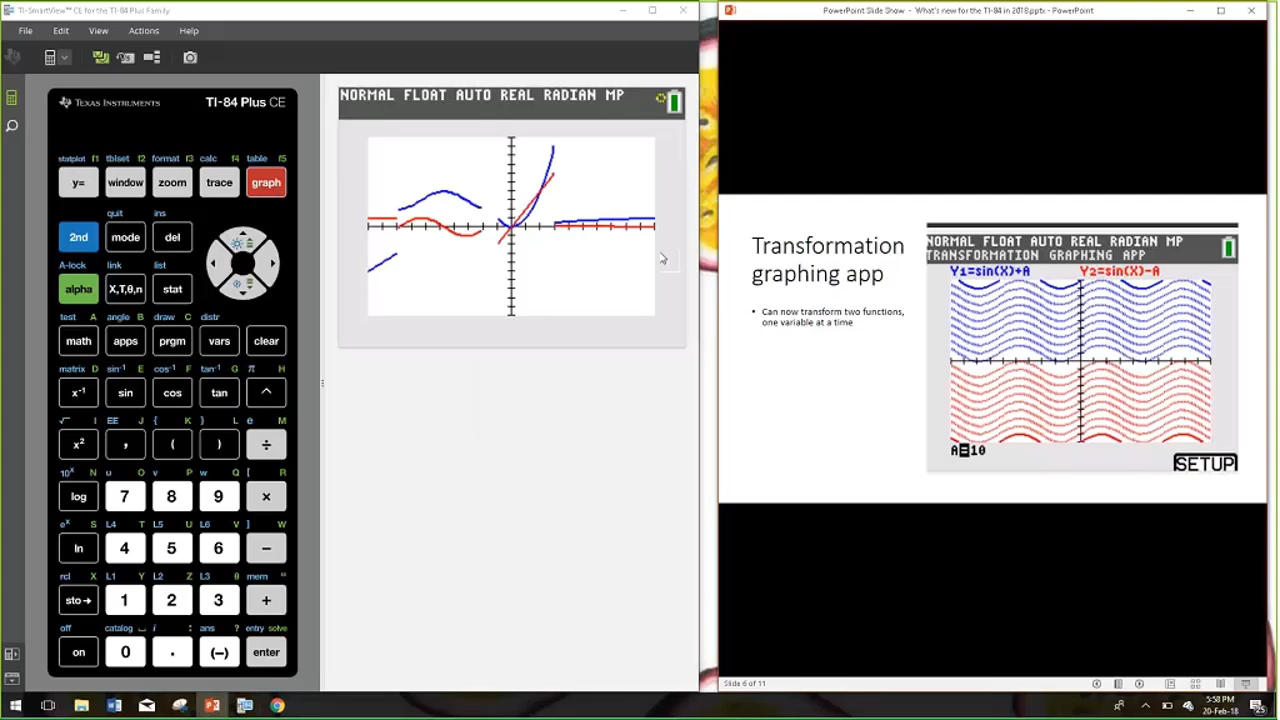 TI-SmartView™ CE for the TI-84 Plus Family
File Edit View Actions Help
TEXAS INSTRUMENTS TI-84 Plus CE
statplot f1 tblset f2 format f3 calc f4 table f5
y= window zoom trace graph
quit ins
2nd mode del
A-lock link list
alpha X,T,θ,n stat
test A angle B draw C distr
math apps prgm vars clear
matrix D sin⁻¹ E cos⁻¹ F tan⁻¹ G π H
x⁻¹ sin cos tan ^
√ I EE J { K } L e M
x² , ( ) ÷
10ˣ N u O v P w Q [ R
log 7 8 9 ×
eˣ S L4 T L5 U L6 V ] W
ln 4 5 6 −
rcl X L1 Y L2 Z L3 θ mem "
sto→ 1 2 3 +
off catalog i : ans ? entry solve
on 0 . (−) enter
NORMAL FLOAT AUTO REAL RADIAN MP
PowerPoint Slide Show - What's new for the TI-84 in 2018.pptx - PowerPoint
Transformation
graphing app
• Can now transform two functions,
one variable at a time
NORMAL FLOAT AUTO REAL RADIAN MP
TRANSFORMATION GRAPHING APP
Y1=sin(X)+A Y2=sin(X)-A
A=10
SETUP
Slide 6 of 11
5:58 PM
20-Feb-18
25